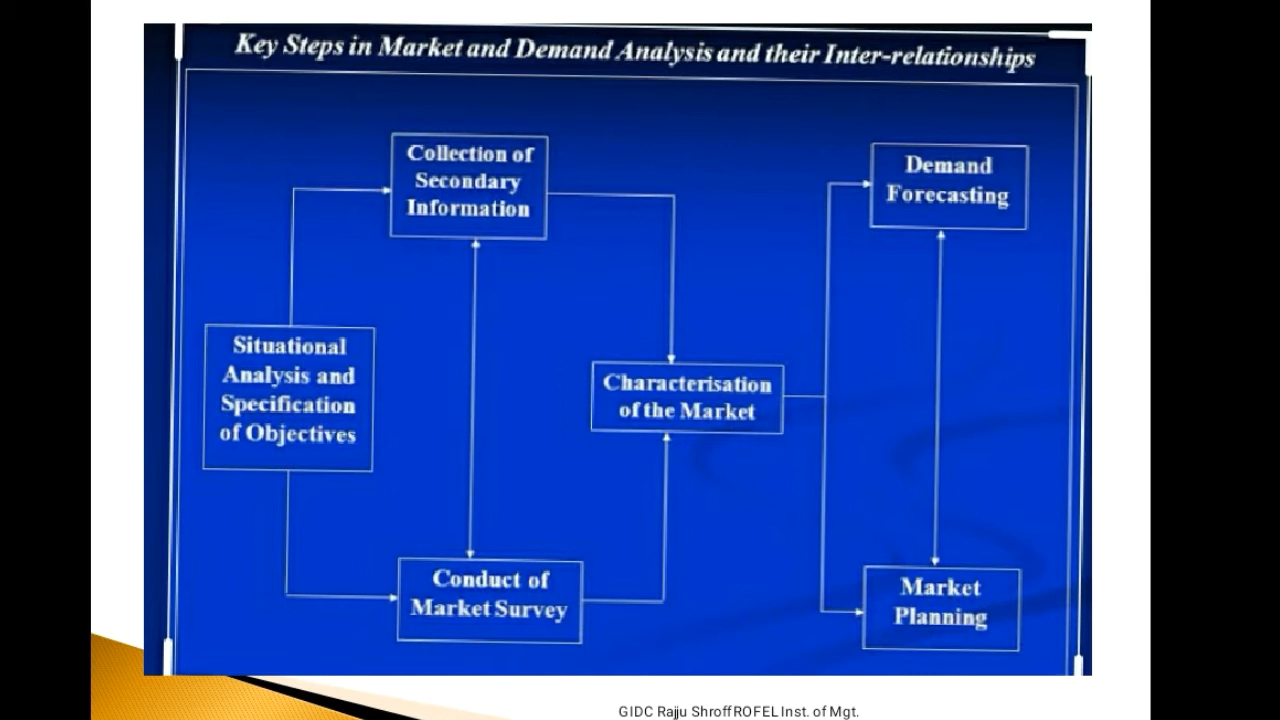 Key Steps in Market and Demand Analysis and their Inter-relationships
Collection of
Secondary
Information
Demand
Forecasting
Situational
Analysis and
Specification
of Objectives
Characterisation
of the Market
Conduct of
Market Survey
Market
Planning
GIDC Rajju ShroffROFEL Inst. of Mgt.